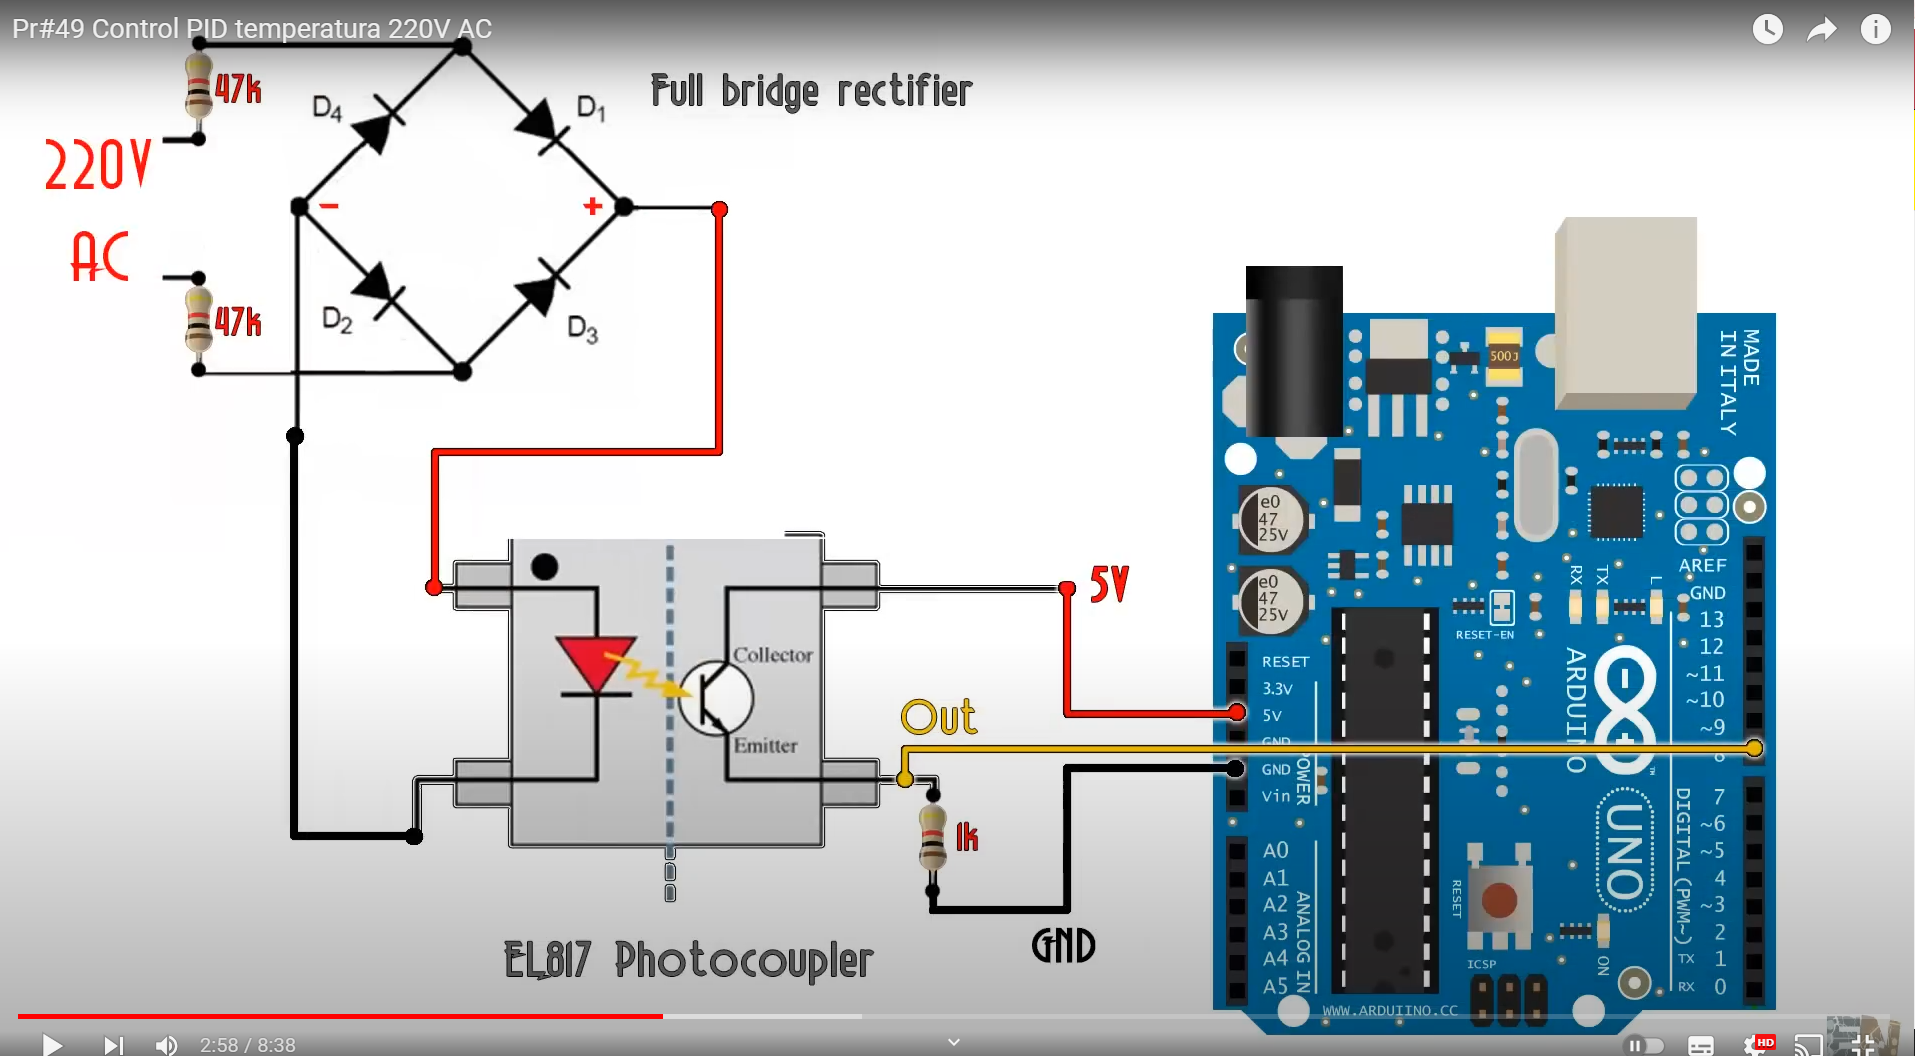 Pr#49 Control PID temperatura 220V AC
47k
D4
D1
Full bridge rectifier
220V
−
+
AC
47k
D2
D3
MADE
IN ITALY
500J
e0
47
25V
e0
47
25V
5V
RX
TX
L
AREF
GND
13
12
~11
~10
~9
8
RESET-EN
RESET
3.3V
5V
GND
GND
Vin
POWER
ARDUINO
TM
UNO
Collector
Emitter
Out
1k
GND
EL817 Photocoupler
7
~6
~5
4
~3
2
TX 1
RX 0
DIGITAL (PWM~)
A0
A1
A2
A3
A4
A5
ANALOG IN
RESET
ICSP
ON
WWW.ARDUIINO.CC
2:58 / 8:38
HD